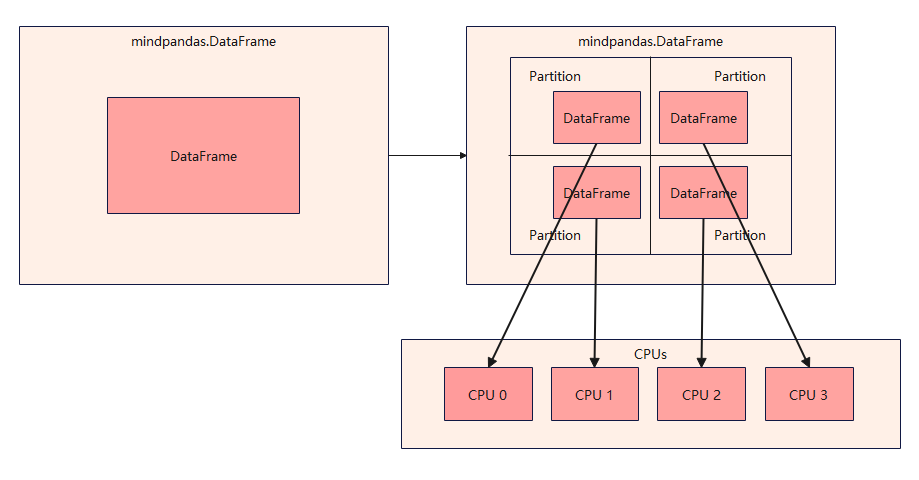 mindpandas.DataFrame
DataFrame
mindpandas.DataFrame
Partition
Partition
DataFrame
DataFrame
DataFrame
DataFrame
Partition
Partition
CPUs
CPU 0
CPU 1
CPU 2
CPU 3